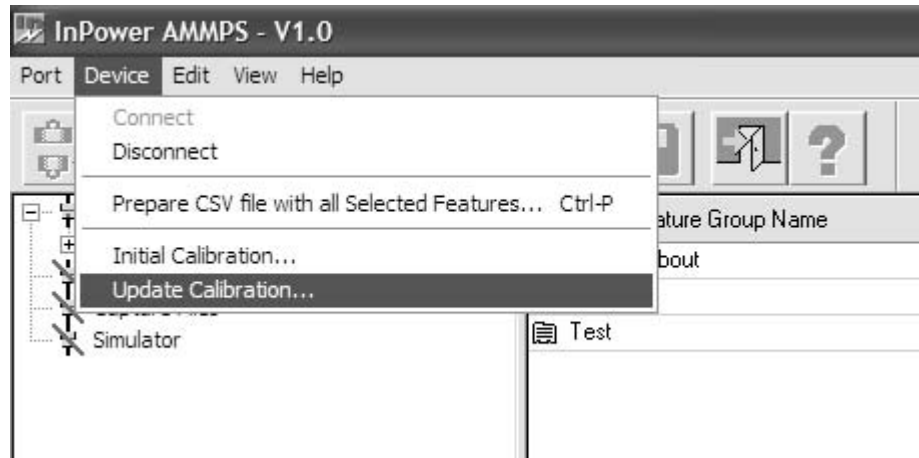 InPower AMMPS - V1.0
Port Device Edit View Help
Connect
Disconnect
Prepare CSV file with all Selected Features... Ctrl-P
ature Group Name
Initial Calibration...
bout
Update Calibration...
Simulator
Test